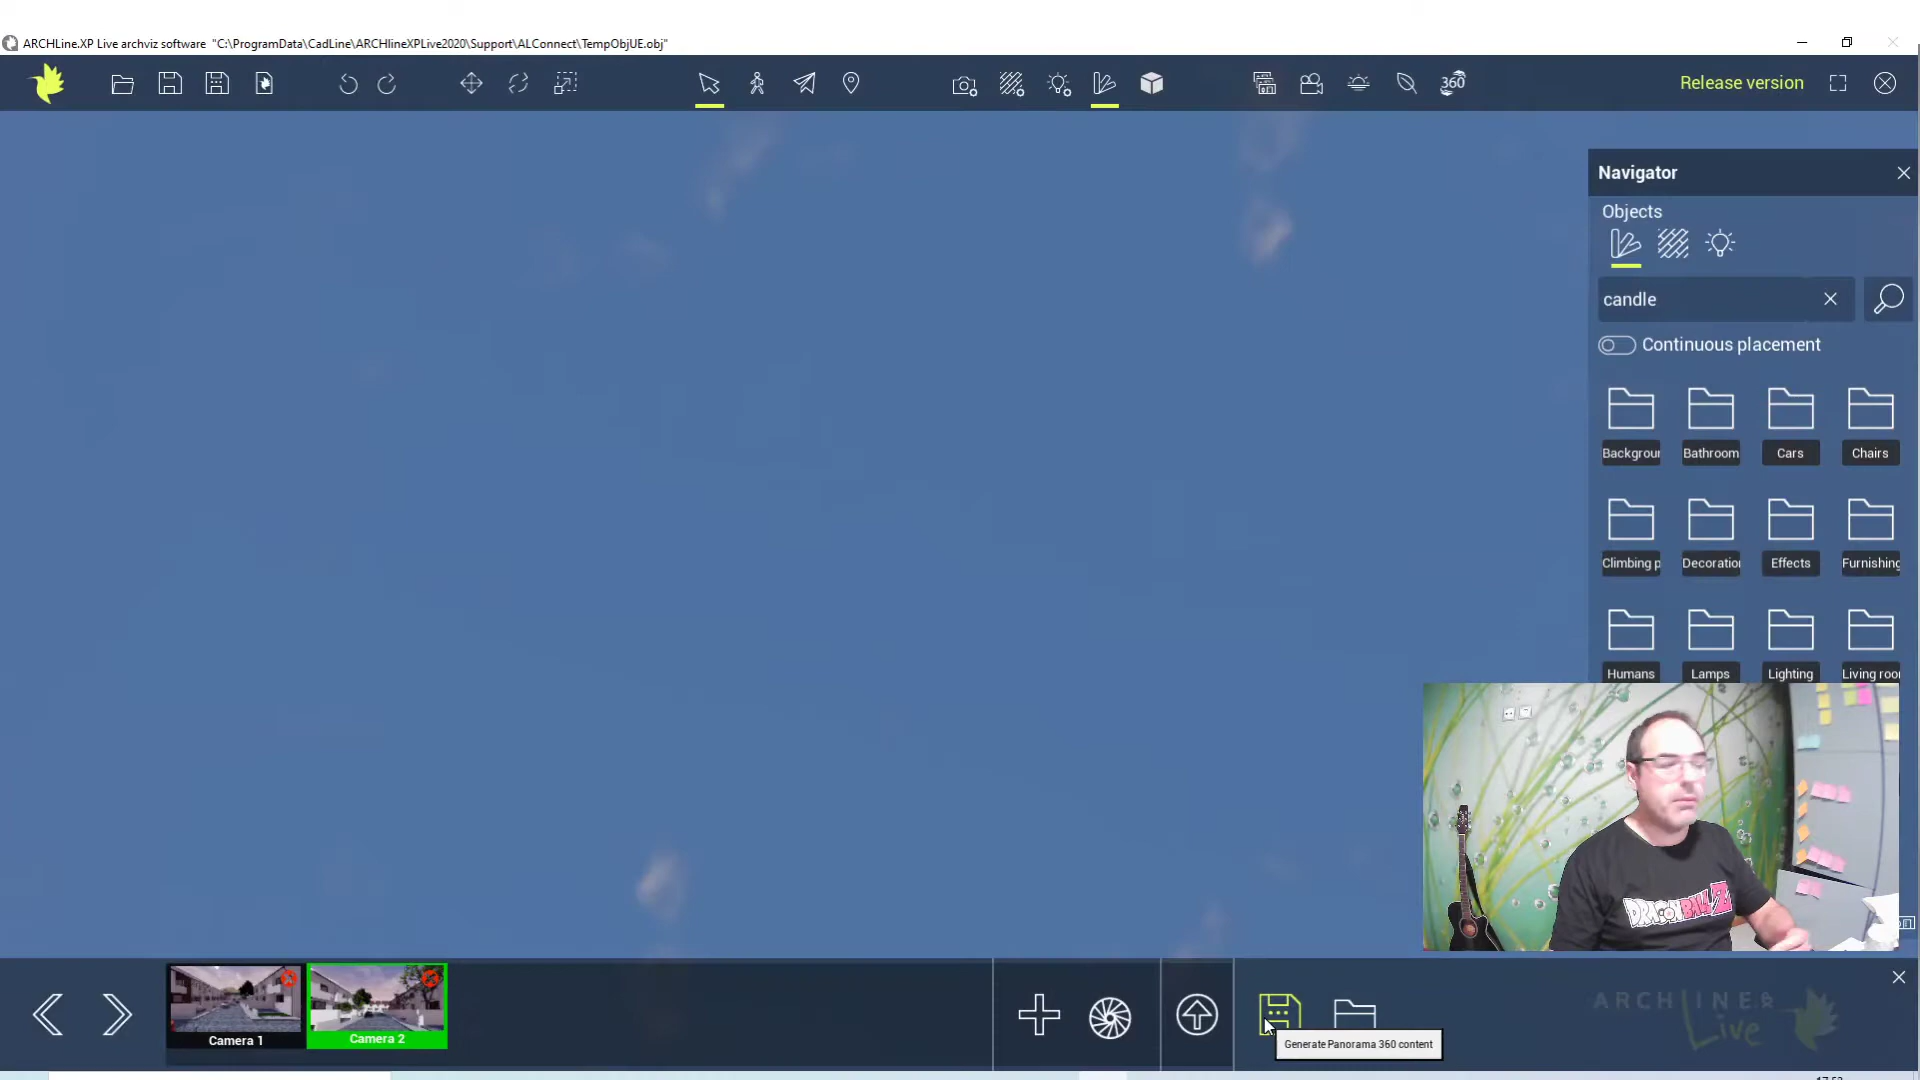 ARCHLine.XP Live archviz software "C:\ProgramData\CadLine\ARCHlineXPLive2020\Support\ALConnect\TempObjUE.obj"
360
Release version
Navigator
Objects
candle
Continuous placement
Backgrour
Bathroom
Cars
Chairs
Climbing p
Decoratio
Effects
Furnishing
Humans
Lamps
Lighting
Living roo
DRAGONBALL Z
Camera 1
Camera 2
Generate Panorama 360 content
ARCHLINE
Live